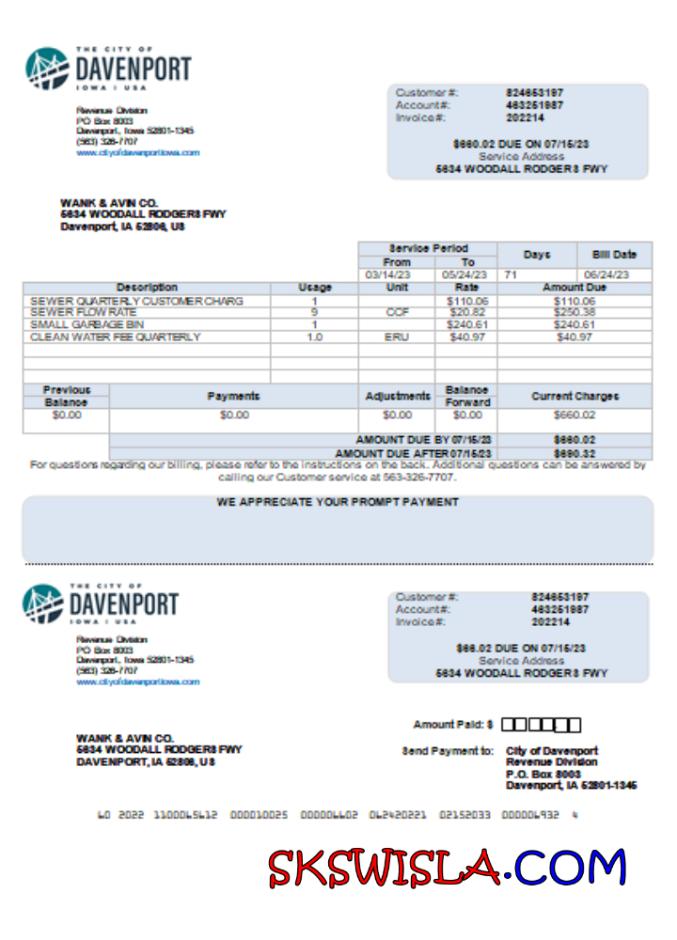 THE CITY OF
DAVENPORT
IOWA | USA
Revenue Division
PO Box 8003
Davenport, Iowa 52801-1345
(563) 326-7707
www.cityofdavenportiowa.com
Customer #: 824653197
Account#: 463251987
Invoice#: 202214
$660.02 DUE ON 07/15/23
Service Address
5634 WOODALL RODGERS FWY
WANK & AVIN CO.
5634 WOODALL RODGERS FWY
Davenport, IA 52806, US
Service Period Days Bill Date
From To
03/14/23 05/24/23 71 06/24/23
Description Usage Unit Rate Amount Due
SEWER QUARTERLY CUSTOMER CHARG 1 $110.06 $110.06
SEWER FLOW RATE 9 CCF $20.82 $250.38
SMALL GARBAGE BIN 1 $240.61 $240.61
CLEAN WATER FEE QUARTERLY 1.0 ERU $40.97 $40.97
Previous Balance Payments Adjustments Balance Forward Current Charges
$0.00 $0.00 $0.00 $0.00 $660.02
AMOUNT DUE BY 07/15/23 $660.02
AMOUNT DUE AFTER 07/15/23 $690.32
For questions regarding our billing, please refer to the instructions on the back. Additional questions can be answered by
calling our Customer service at 563-326-7707.
WE APPRECIATE YOUR PROMPT PAYMENT
THE CITY OF
DAVENPORT
IOWA | USA
Revenue Division
PO Box 8003
Davenport, Iowa 52801-1345
(563) 326-7707
www.cityofdavenportiowa.com
Customer #: 824653197
Account#: 463251987
Invoice#: 202214
$66.02 DUE ON 07/15/23
Service Address
5634 WOODALL RODGERS FWY
Amount Paid: $
WANK & AVIN CO.
5634 WOODALL RODGERS FWY
DAVENPORT, IA 52806, US
Send Payment to: City of Davenport
Revenue Division
P.O. Box 8003
Davenport, IA 52801-1345
60 2022 1100065612 000010025 000006602 062420221 02152033 000006932 4
SKSWISLA.COM